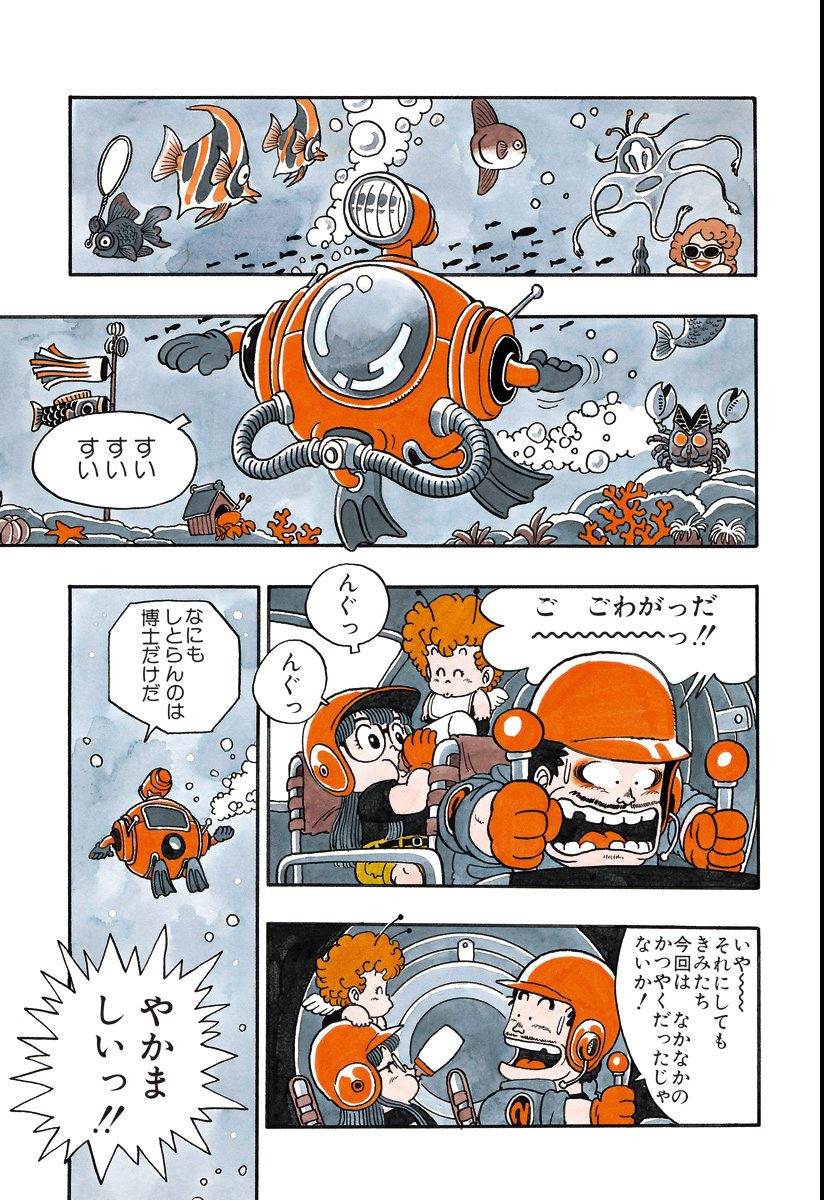 すい
すい
すい
ご ごわがっだ
～～～っ!!
んぐっ
んぐっ
いや～～
それにしても
きみたち
今回は なかなかの
かつやくだったじゃ
ないか！
なにも
しとらんのは
博士だけだ
やかま
しいっ!!